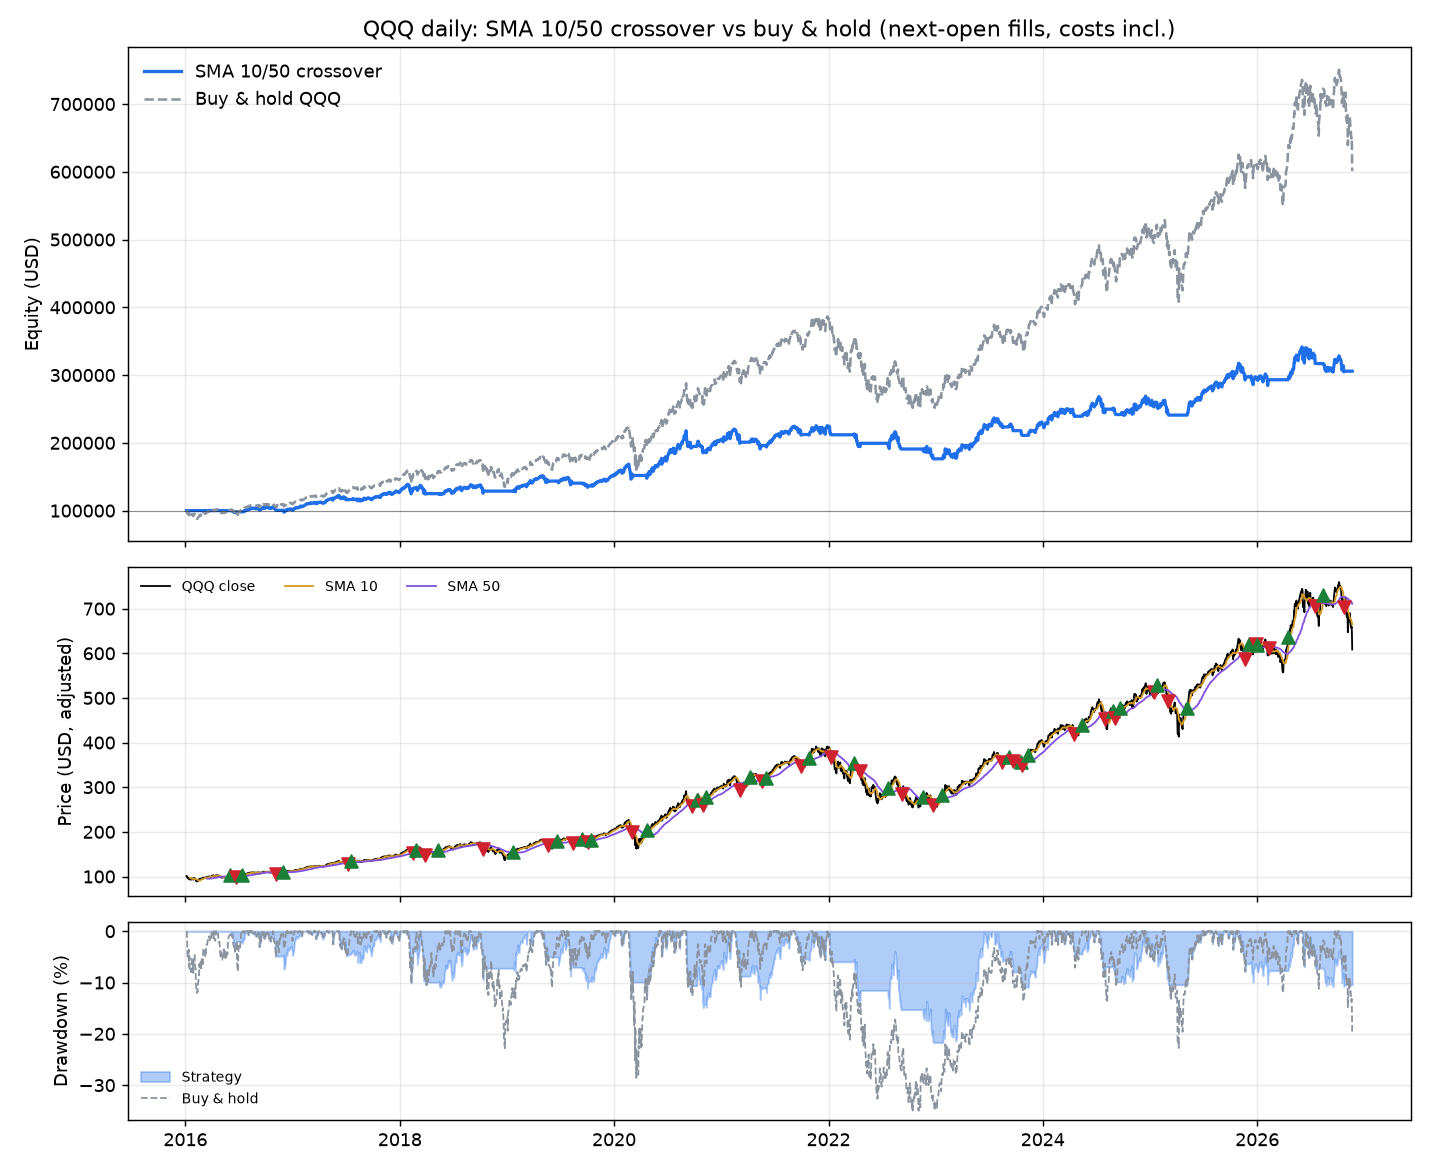 QQQ daily: SMA 10/50 crossover vs buy & hold (next-open fills, costs incl.)
SMA 10/50 crossover
Buy & hold QQQ
Equity (USD)
700000
600000
500000
400000
300000
200000
100000
QQQ close SMA 10 SMA 50
Price (USD, adjusted)
700
600
500
400
300
200
100
Drawdown (%)
0
−10
−20
−30
Strategy
Buy & hold
2016 2018 2020 2022 2024 2026